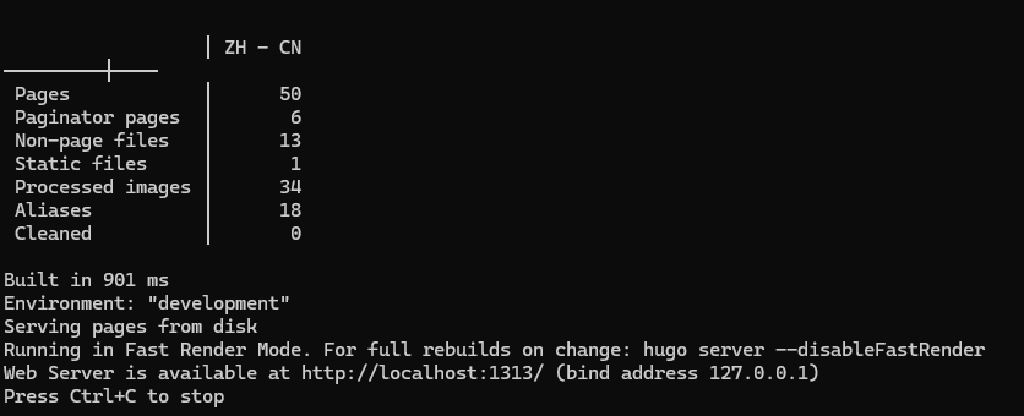 │ ZH - CN
Pages │ 50
Paginator pages │ 6
Non-page files │ 13
Static files │ 1
Processed images │ 34
Aliases │ 18
Cleaned │ 0
Built in 901 ms
Environment: "development"
Serving pages from disk
Running in Fast Render Mode. For full rebuilds on change: hugo server --disableFastRender
Web Server is available at http://localhost:1313/ (bind address 127.0.0.1)
Press Ctrl+C to stop